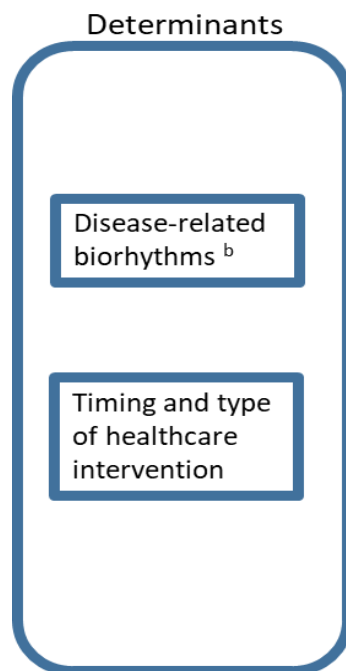 Determinants
Disease-related
biorhythms ᵇ
Timing and type
of healthcare
intervention